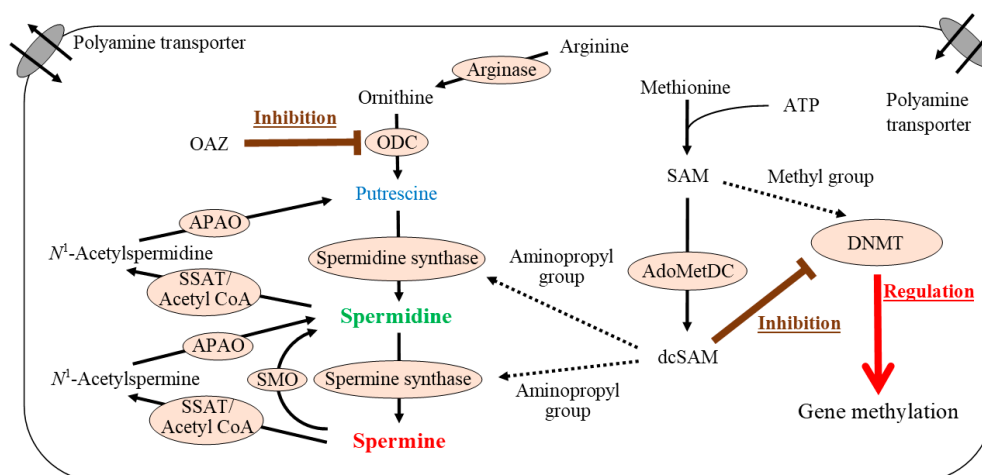 Polyamine transporter
Arginine
Arginase
Ornithine
Inhibition
OAZ
ODC
Putrescine
APAO
N¹-Acetylspermidine
SSAT/
Acetyl CoA
Spermidine synthase
Spermidine
APAO
N¹-Acetylspermine
SMO
SSAT/
Acetyl CoA
Spermine synthase
Spermine
Methionine
ATP
Polyamine
transporter
SAM
Methyl group
DNMT
Aminopropyl
group
AdoMetDC
Regulation
Inhibition
dcSAM
Aminopropyl
group
Gene methylation